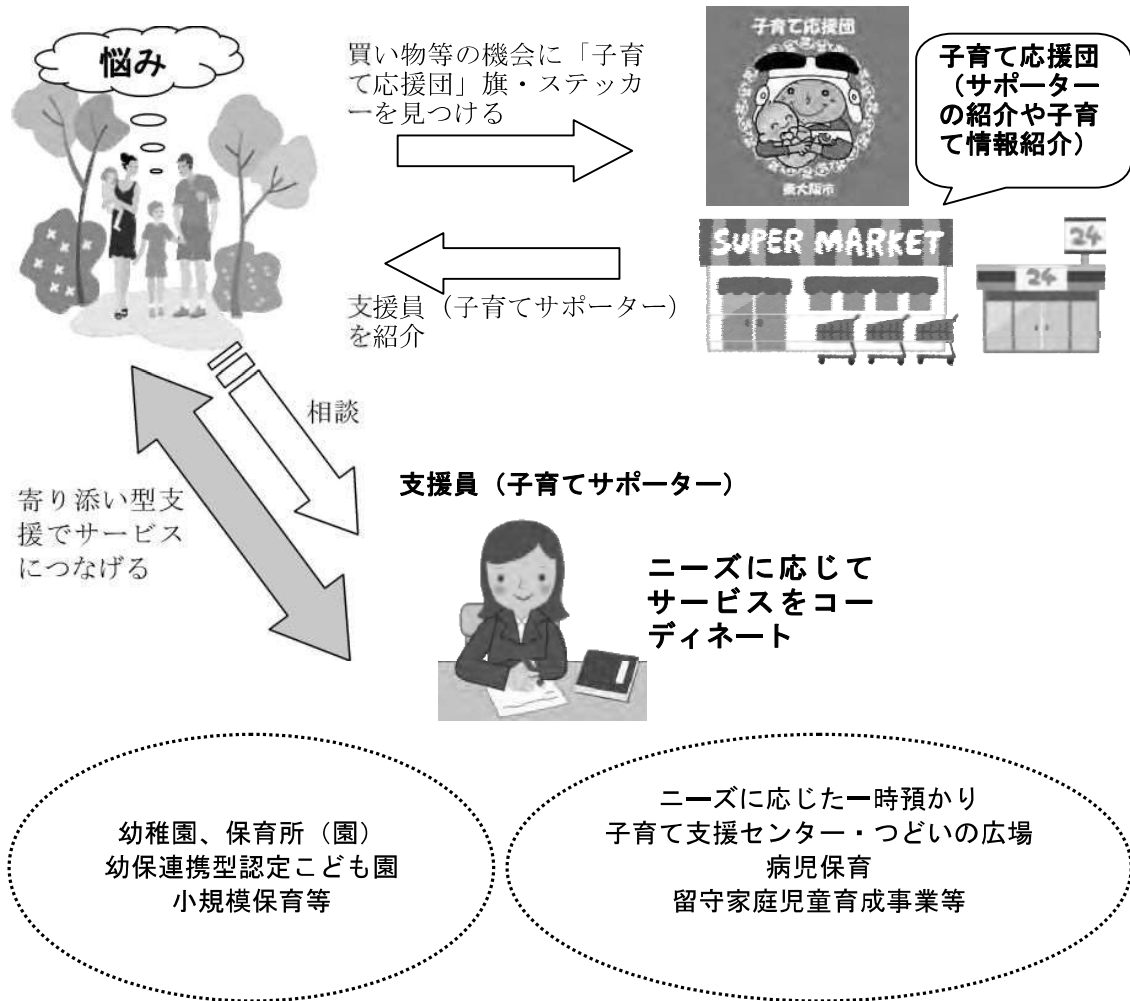 悩み
買い物等の機会に「子育
て応援団」旗・ステッカ
ーを見つける
子育て応援団
東大阪市
子育て応援団
（サポーター
の紹介や子育
て情報紹介）
SUPER MARKET
24
24
支援員（子育てサポーター）
を紹介
相談
寄り添い型支
援でサービス
につなげる
支援員（子育てサポーター）
ニーズに応じて
サービスをコー
ディネート
幼稚園、保育所（園）
幼保連携型認定こども園
小規模保育等
ニーズに応じた一時預かり
子育て支援センター・つどいの広場
病児保育
留守家庭児童育成事業等